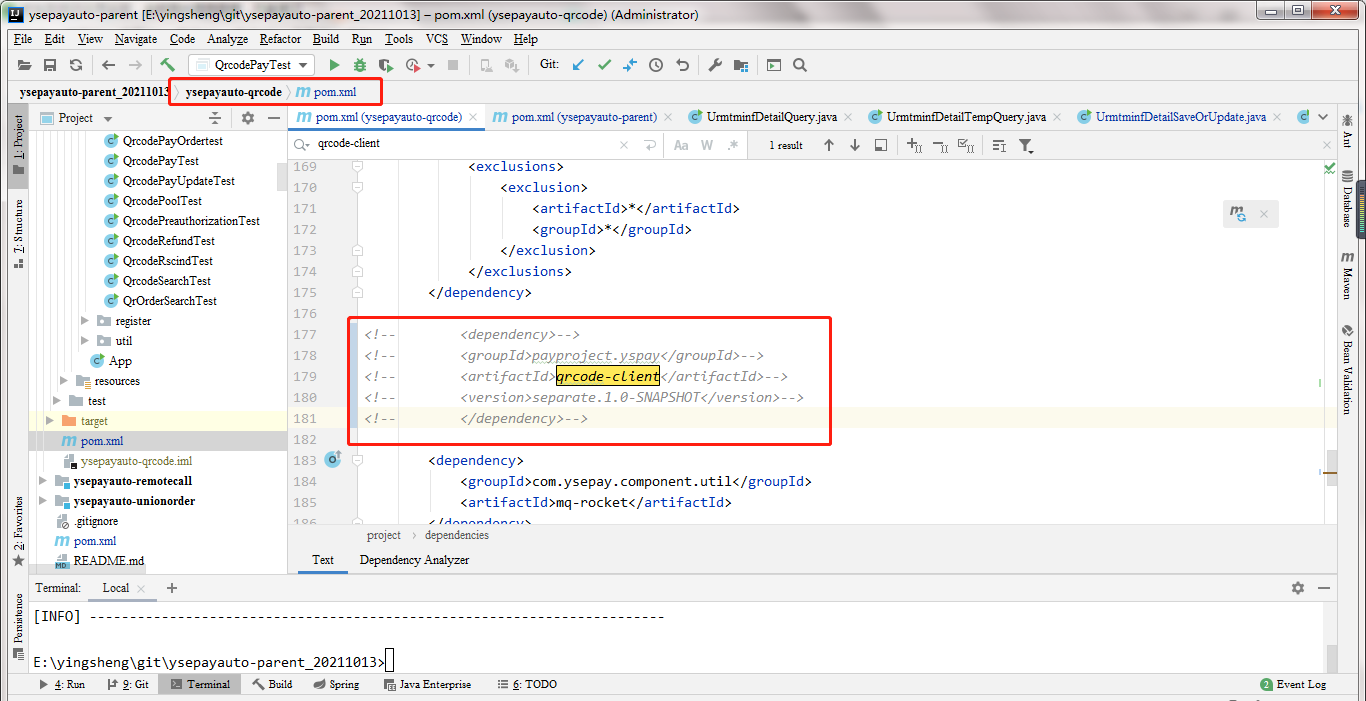 ysepayauto-parent [E:\yingsheng\git\ysepayauto-parent_20211013] – pom.xml (ysepayauto-qrcode) (Administrator)
File Edit View Navigate Code Analyze Refactor Build Run Tools VCS Window Help
QrcodePayTest Git:
ysepayauto-parent_20211013 ysepayauto-qrcode pom.xml
Project
pom.xml (ysepayauto-qrcode) pom.xml (ysepayauto-parent) UrmtminfDetailQuery.java UrmtminfDetailTempQuery.java UrmtminfDetailSaveOrUpdate.java
qrcode-client Aa W .* 1 result
QrcodePayOrdertest
QrcodePayTest
QrcodePayUpdateTest
QrcodePoolTest
QrcodePreauthorizationTest
QrcodeRefundTest
QrcodeRscindTest
QrcodeSearchTest
QrOrderSearchTest
register
util
App
resources
test
target
pom.xml
ysepayauto-qrcode.iml
ysepayauto-remotecall
ysepayauto-unionorder
.gitignore
pom.xml
README.md
169 <exclusions>
170 <exclusion>
171 <artifactId>*</artifactId>
172 <groupId>*</groupId>
173 </exclusion>
174 </exclusions>
175 </dependency>
176
177 <!-- <dependency>-->
178 <!-- <groupId>payproject.yspay</groupId>-->
179 <!-- <artifactId>qrcode-client</artifactId>-->
180 <!-- <version>separate.1.0-SNAPSHOT</version>-->
181 <!-- </dependency>-->
182
183 <dependency>
184 <groupId>com.ysepay.component.util</groupId>
185 <artifactId>mq-rocket</artifactId>
186 </dependency>
project › dependencies
Text Dependency Analyzer
1: Project
7: Structure
2: Favorites
Persistence
Ant
Database
Maven
Bean Validation
Terminal: Local
[INFO] ------------------------------------------------------------------------
E:\yingsheng\git\ysepayauto-parent_20211013>
4: Run 9: Git Terminal Build Spring Java Enterprise 6: TODO 2 Event Log